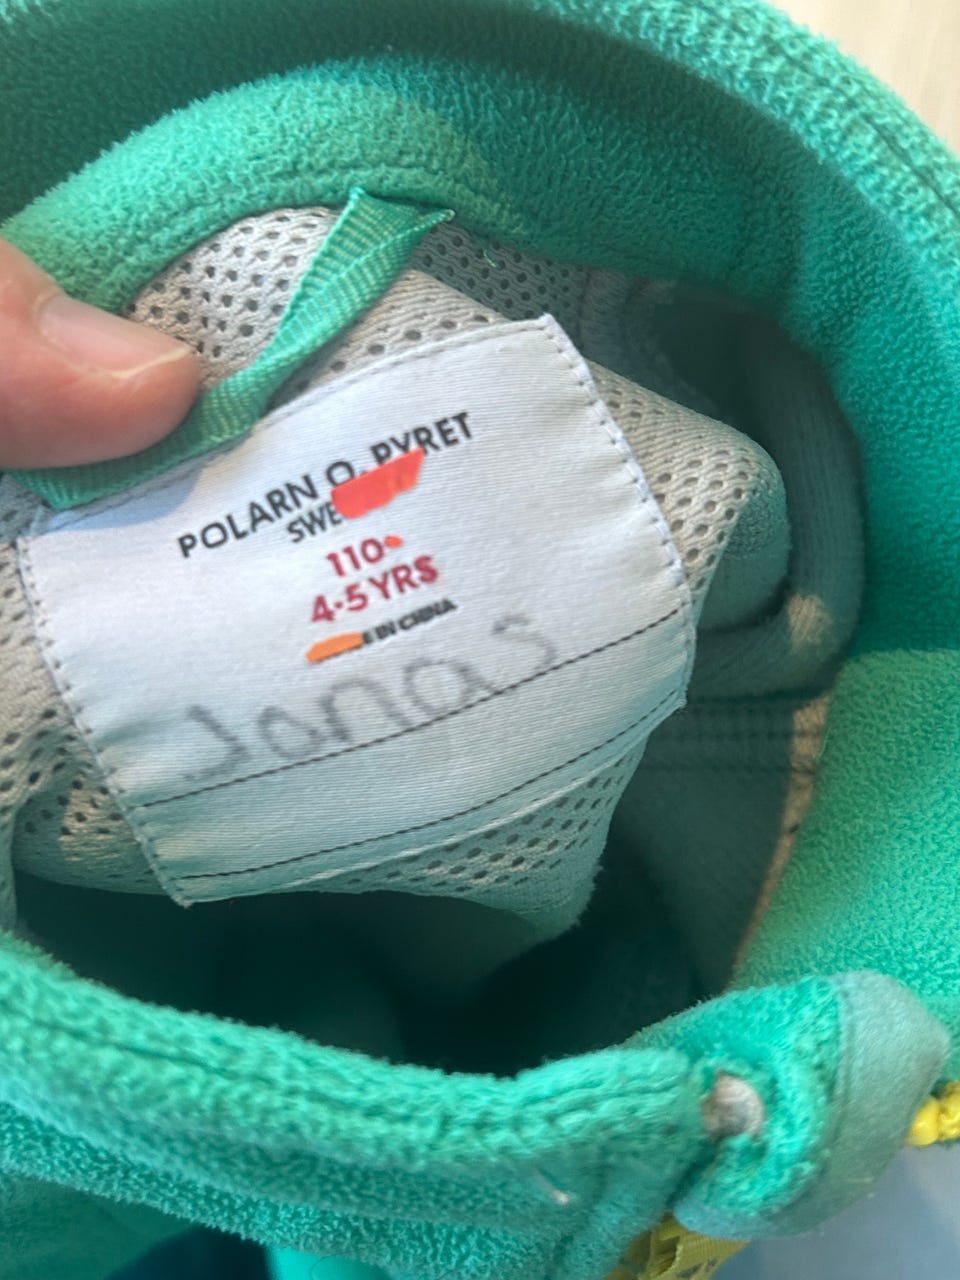 POLARN O. PYRET
SWE
110
4-5 YRS
E IN CHINA
Jonas